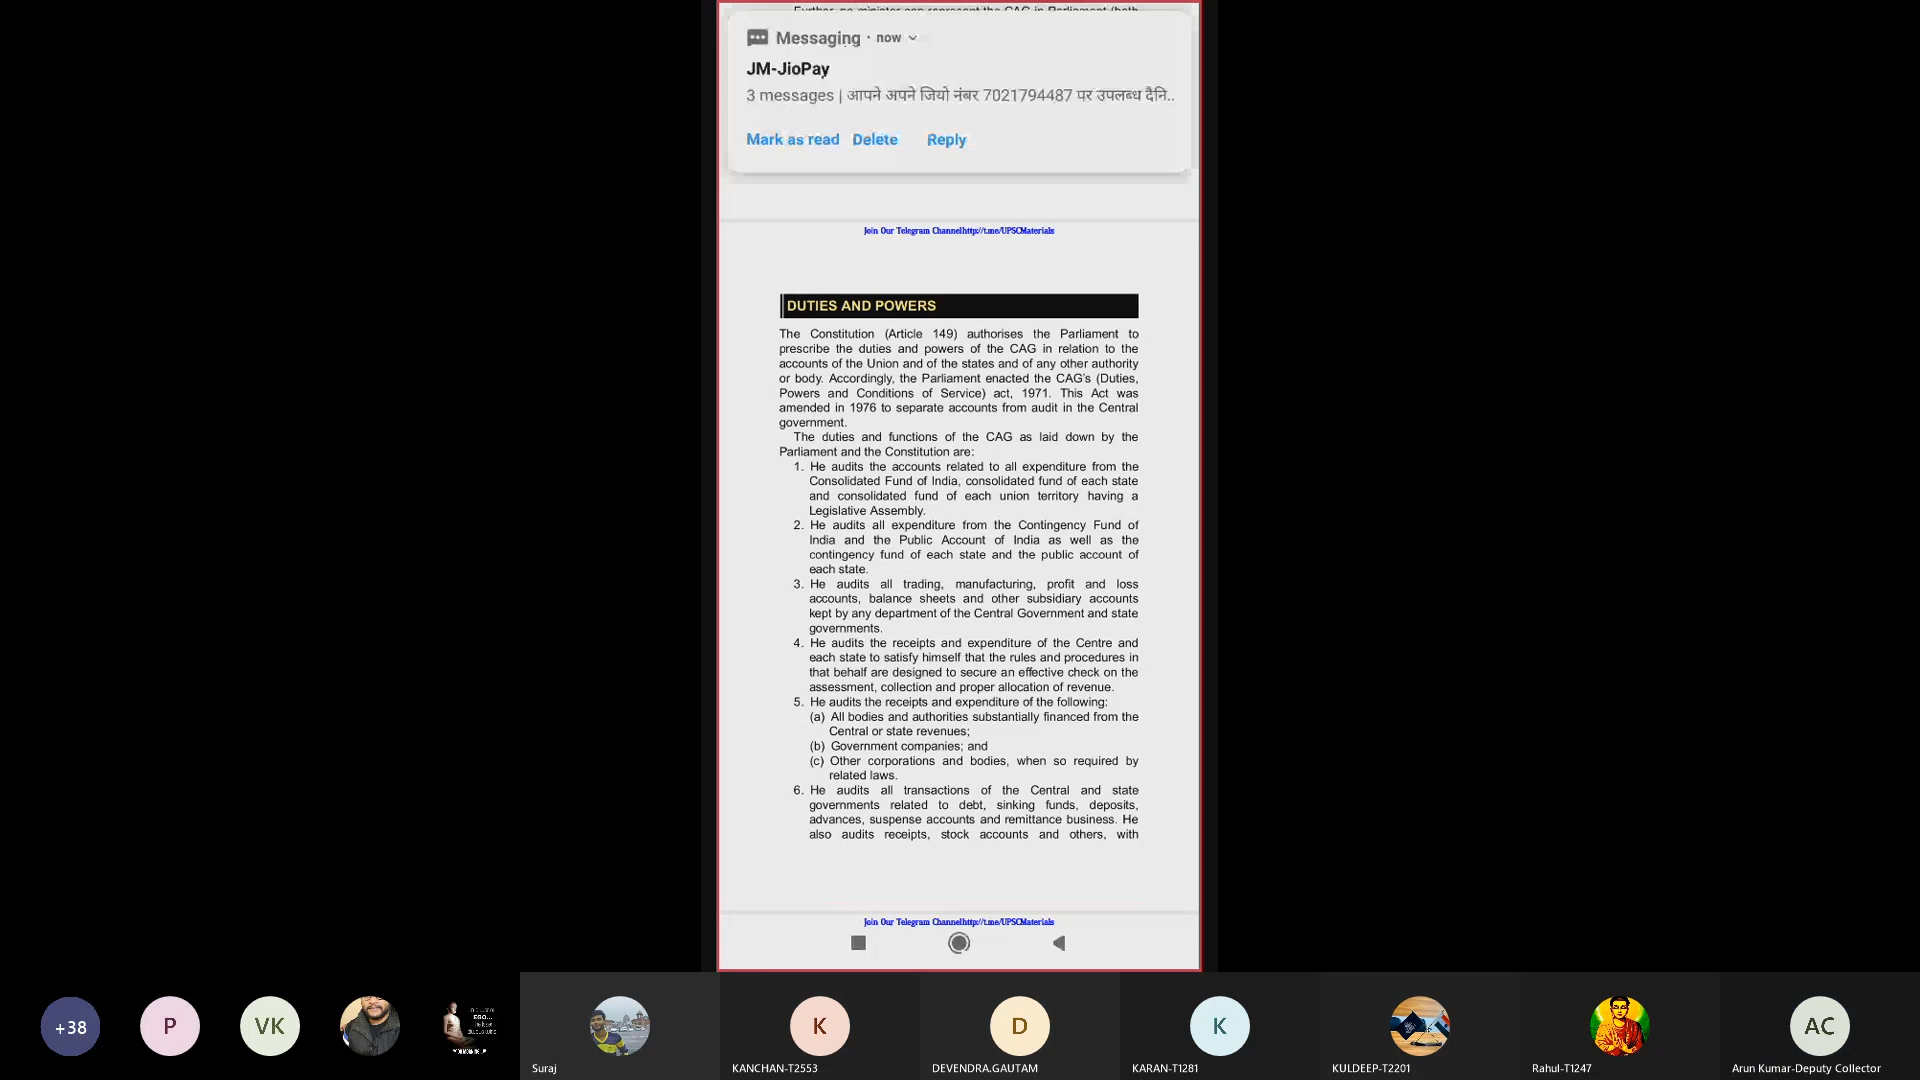 Further, no minister can represent the CAG in Parliament (both
Messaging · now
JM-JioPay
3 messages | आपने अपने जियो नंबर 7021794487 पर उपलब्ध दैनि..
Mark as read Delete Reply
Join Our Telegram Channelhttp://t.me/UPSCMaterials
DUTIES AND POWERS
The Constitution (Article 149) authorises the Parliament to
prescribe the duties and powers of the CAG in relation to the
accounts of the Union and of the states and of any other authority
or body. Accordingly, the Parliament enacted the CAG's (Duties,
Powers and Conditions of Service) act, 1971. This Act was
amended in 1976 to separate accounts from audit in the Central
government.
The duties and functions of the CAG as laid down by the
Parliament and the Constitution are:
1. He audits the accounts related to all expenditure from the
Consolidated Fund of India, consolidated fund of each state
and consolidated fund of each union territory having a
Legislative Assembly.
2. He audits all expenditure from the Contingency Fund of
India and the Public Account of India as well as the
contingency fund of each state and the public account of
each state.
3. He audits all trading, manufacturing, profit and loss
accounts, balance sheets and other subsidiary accounts
kept by any department of the Central Government and state
governments.
4. He audits the receipts and expenditure of the Centre and
each state to satisfy himself that the rules and procedures in
that behalf are designed to secure an effective check on the
assessment, collection and proper allocation of revenue.
5. He audits the receipts and expenditure of the following:
(a) All bodies and authorities substantially financed from the
Central or state revenues;
(b) Government companies; and
(c) Other corporations and bodies, when so required by
related laws.
6. He audits all transactions of the Central and state
governments related to debt, sinking funds, deposits,
advances, suspense accounts and remittance business. He
also audits receipts, stock accounts and others, with
Join Our Telegram Channelhttp://t.me/UPSCMaterials
+38
P
VK
EGO...
K
D
K
AC
Suraj
KANCHAN-T2553
DEVENDRA.GAUTAM
KARAN-T1281
KULDEEP-T2201
Rahul-T1247
Arun Kumar-Deputy Collector